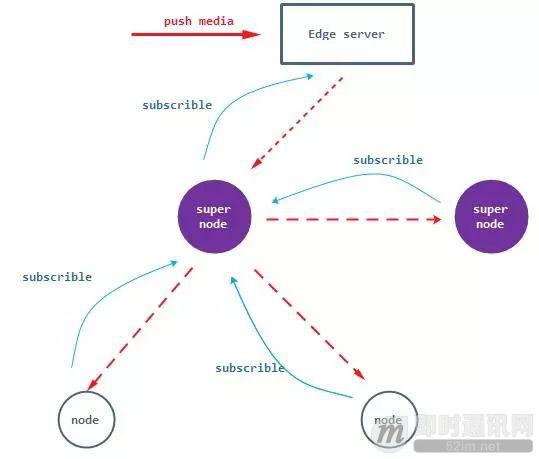 push media
Edge server
subscrible
subscrible
super
node
super
node
subscrible
subscrible
node
node
即时通讯网
52im.net